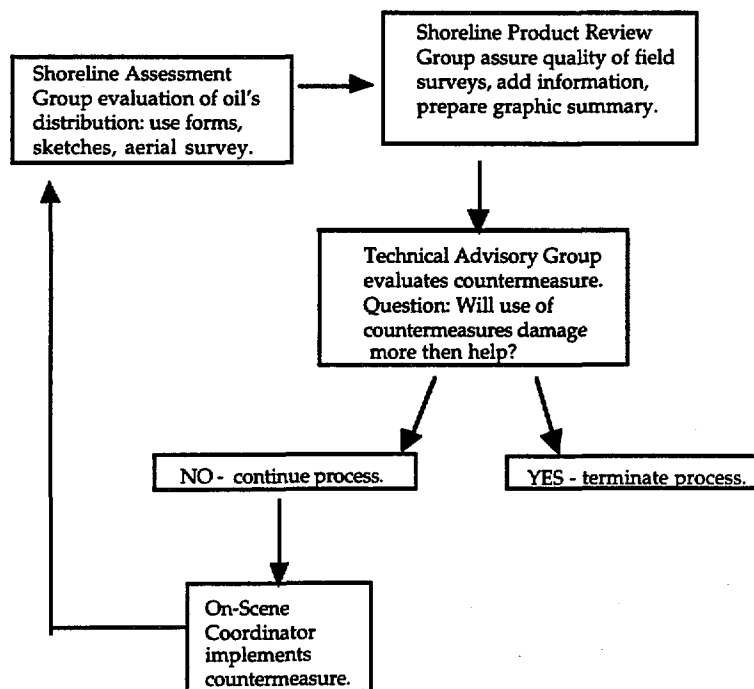 Shoreline Assessment
Group evaluation of oil's
distribution: use forms,
sketches, aerial survey.
Shoreline Product Review
Group assure quality of field
surveys, add information,
prepare graphic summary.
Technical Advisory Group
evaluates countermeasure.
Question: Will use of
countermeasures damage
more then help?
NO - continue process.
YES - terminate process.
On-Scene
Coordinator
implements
countermeasure.